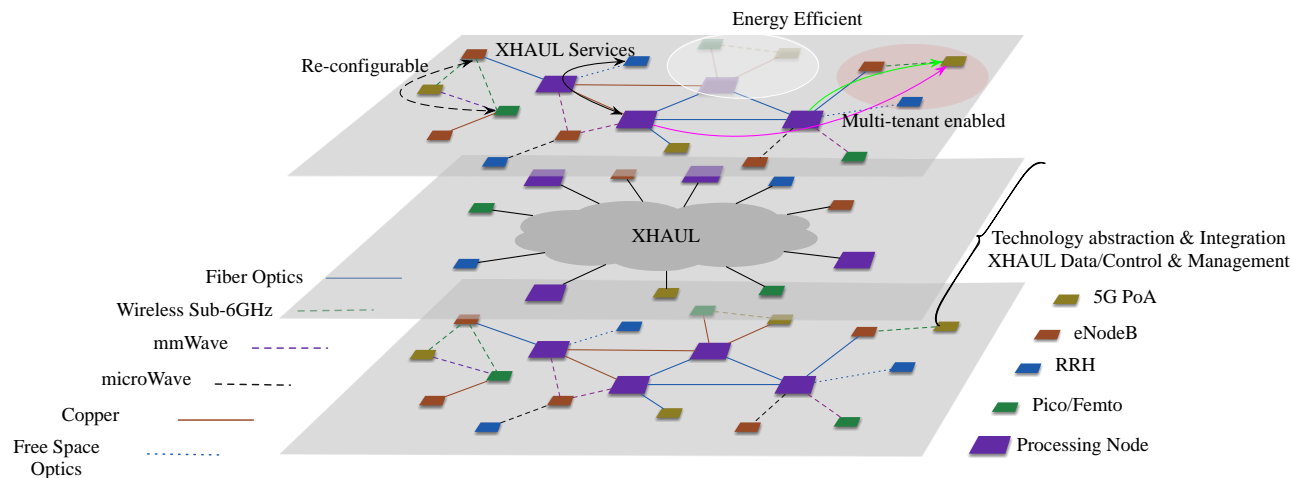 Energy Efficient
XHAUL Services
Re-configurable
Multi-tenant enabled
XHAUL
Technology abstraction & Integration
XHAUL Data/Control & Management
Fiber Optics
Wireless Sub-6GHz
mmWave
microWave
Copper
Free Space
Optics
5G PoA
eNodeB
RRH
Pico/Femto
Processing Node